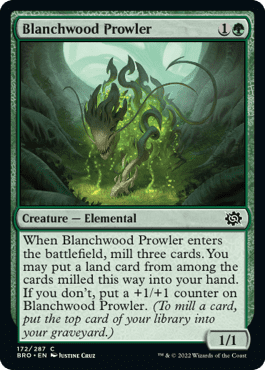 Blanchwood Prowler 1
Creature — Elemental
When Blanchwood Prowler enters
the battlefield, mill three cards. You
may put a land card from among the
cards milled this way into your hand.
If you don't, put a +1/+1 counter on
Blanchwood Prowler. (To mill a card,
put the top card of your library into
your graveyard.)
1/1
172/287 C
BRO • EN JUSTINE CRUZ
™ & © 2022 Wizards of the Coast